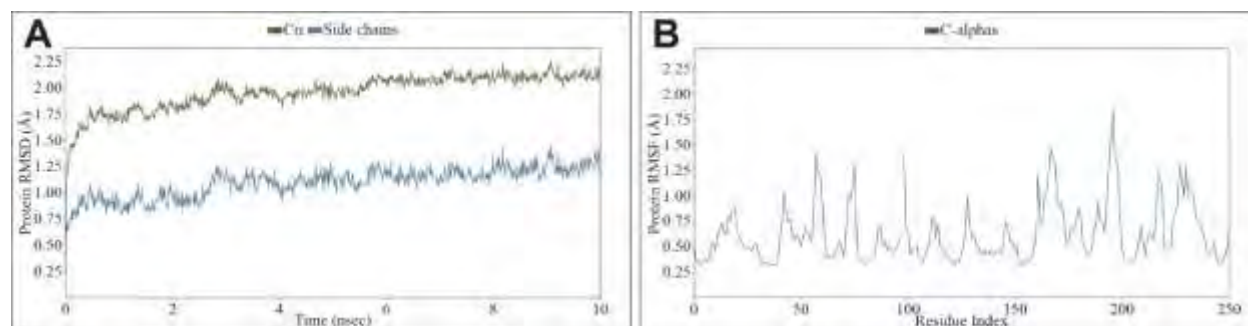 A
Cα Side chains
Protein RMSD (Å)
2.25
2.00
1.75
1.50
1.25
1.00
0.75
0.50
0.25
0 2 4 6 8 10
Time (nsec)
B
C-alphas
Protein RMSF (Å)
2.25
2.00
1.75
1.50
1.25
1.00
0.75
0.50
0.25
0 50 100 150 200 250
Residue Index